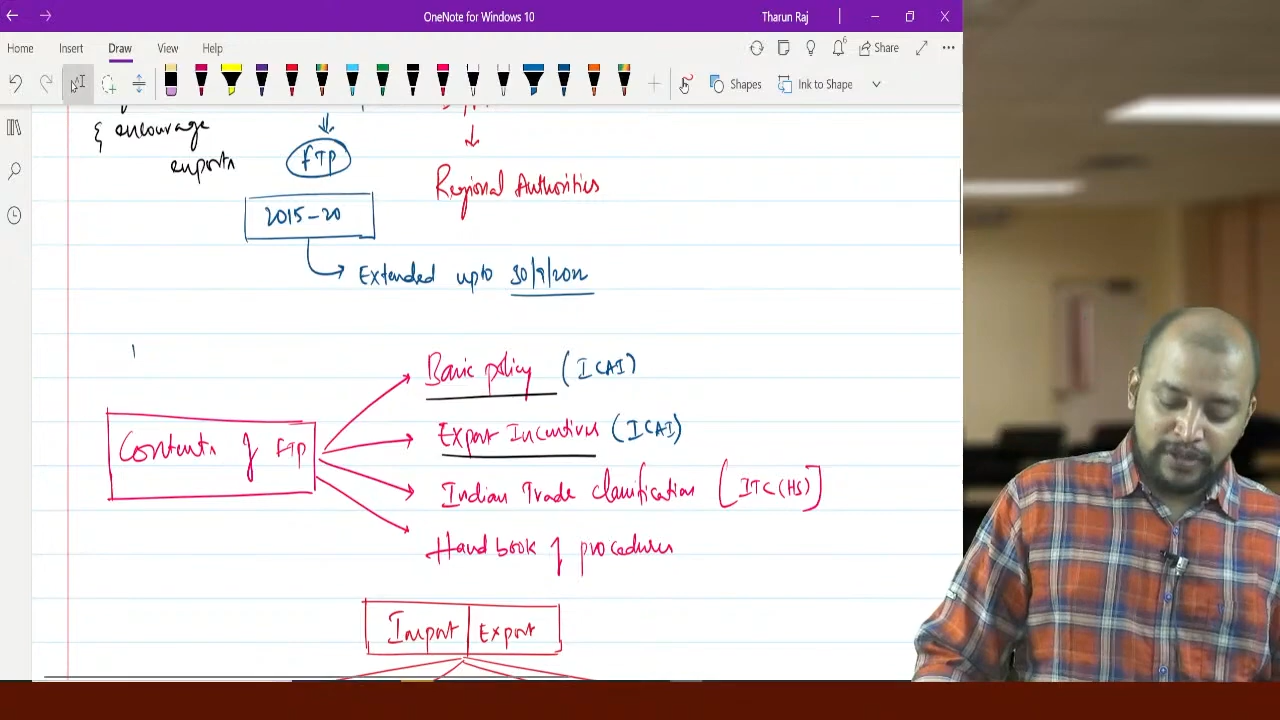 OneNote for Windows 10
Tharun Raj
Home Insert Draw View Help
6
Share
Shapes
Ink to Shape
& encourage
exports
FTP
2015-20
Regional Authorities
Extended upto 30/9/2022
Contents of FTP
Basic policy (ICAI)
Export Incentives (ICAI)
Indian Trade classification [ITC(HS)]
Hand book of procedures
Import Export